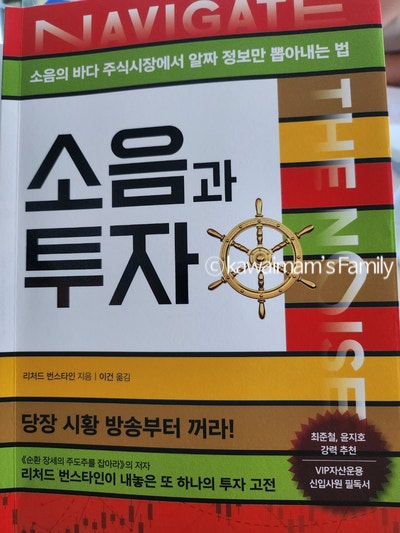 NAVIGATE
소음의 바다 주식시장에서 알짜 정보만 뽑아내는 법
THE NOISE
소음과
투자
© kawaimam's Family
리처드 번스타인 지음 | 이건 옮김
당장 시황 방송부터 꺼라!
최준철, 윤지호
강력 추천
VIP자산운용
신입사원 필독서
《순환 장세의 주도주를 잡아라》의 저자
리처드 번스타인이 내놓은 또 하나의 투자 고전